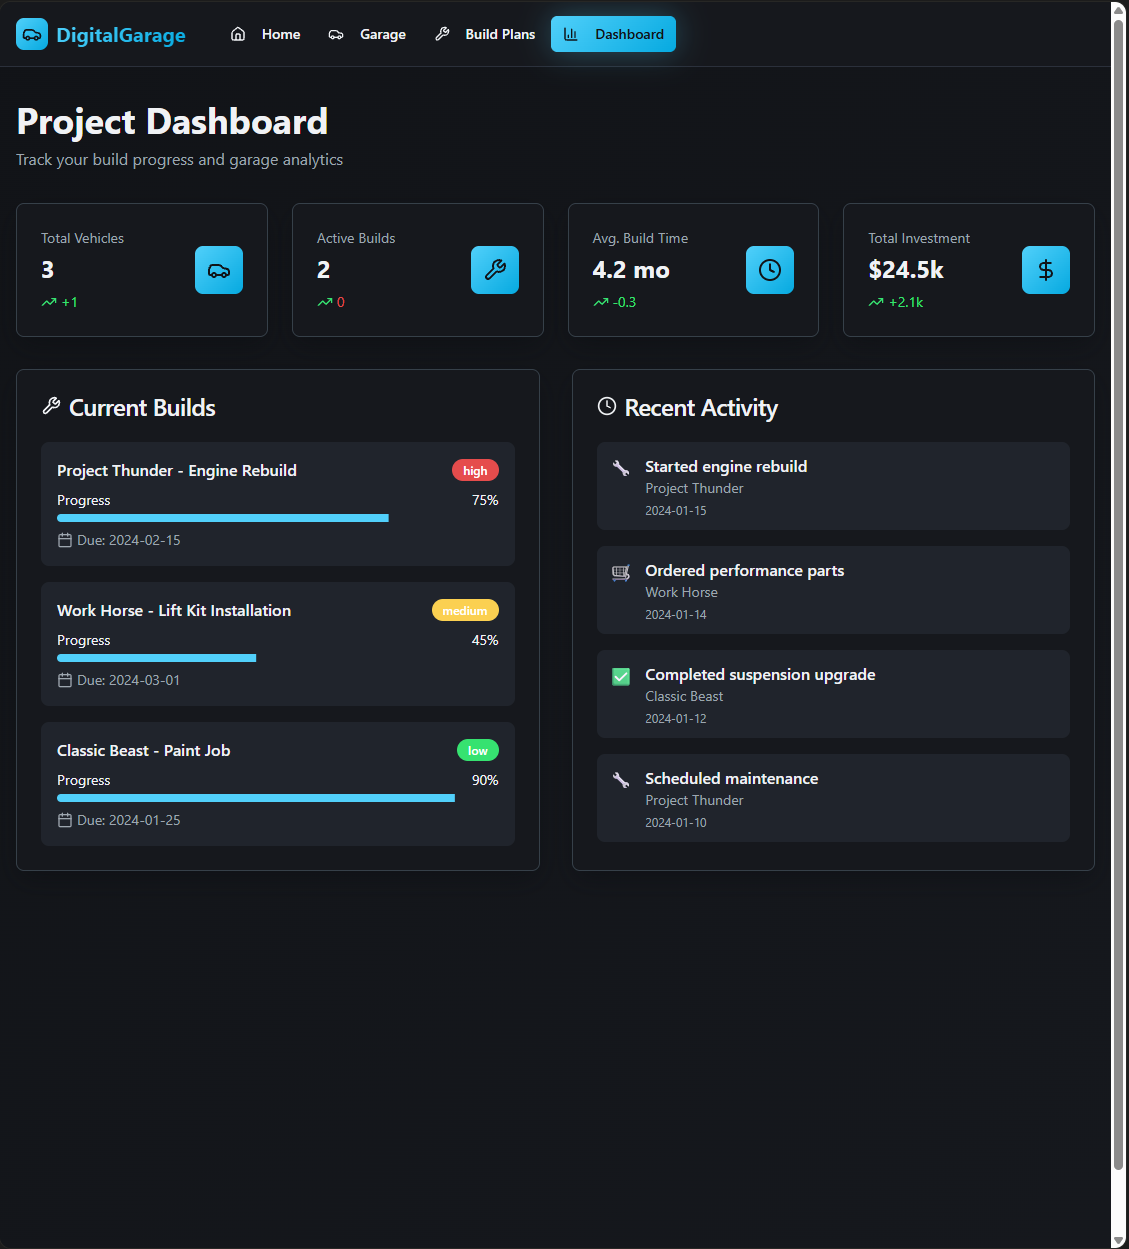 DigitalGarage
Home
Garage
Build Plans
Dashboard
Project Dashboard
Track your build progress and garage analytics
Total Vehicles
3
+1
Active Builds
2
0
Avg. Build Time
4.2 mo
-0.3
Total Investment
$24.5k
+2.1k
Current Builds
Project Thunder - Engine Rebuild
high
Progress
75%
Due: 2024-02-15
Work Horse - Lift Kit Installation
medium
Progress
45%
Due: 2024-03-01
Classic Beast - Paint Job
low
Progress
90%
Due: 2024-01-25
Recent Activity
Started engine rebuild
Project Thunder
2024-01-15
Ordered performance parts
Work Horse
2024-01-14
Completed suspension upgrade
Classic Beast
2024-01-12
Scheduled maintenance
Project Thunder
2024-01-10